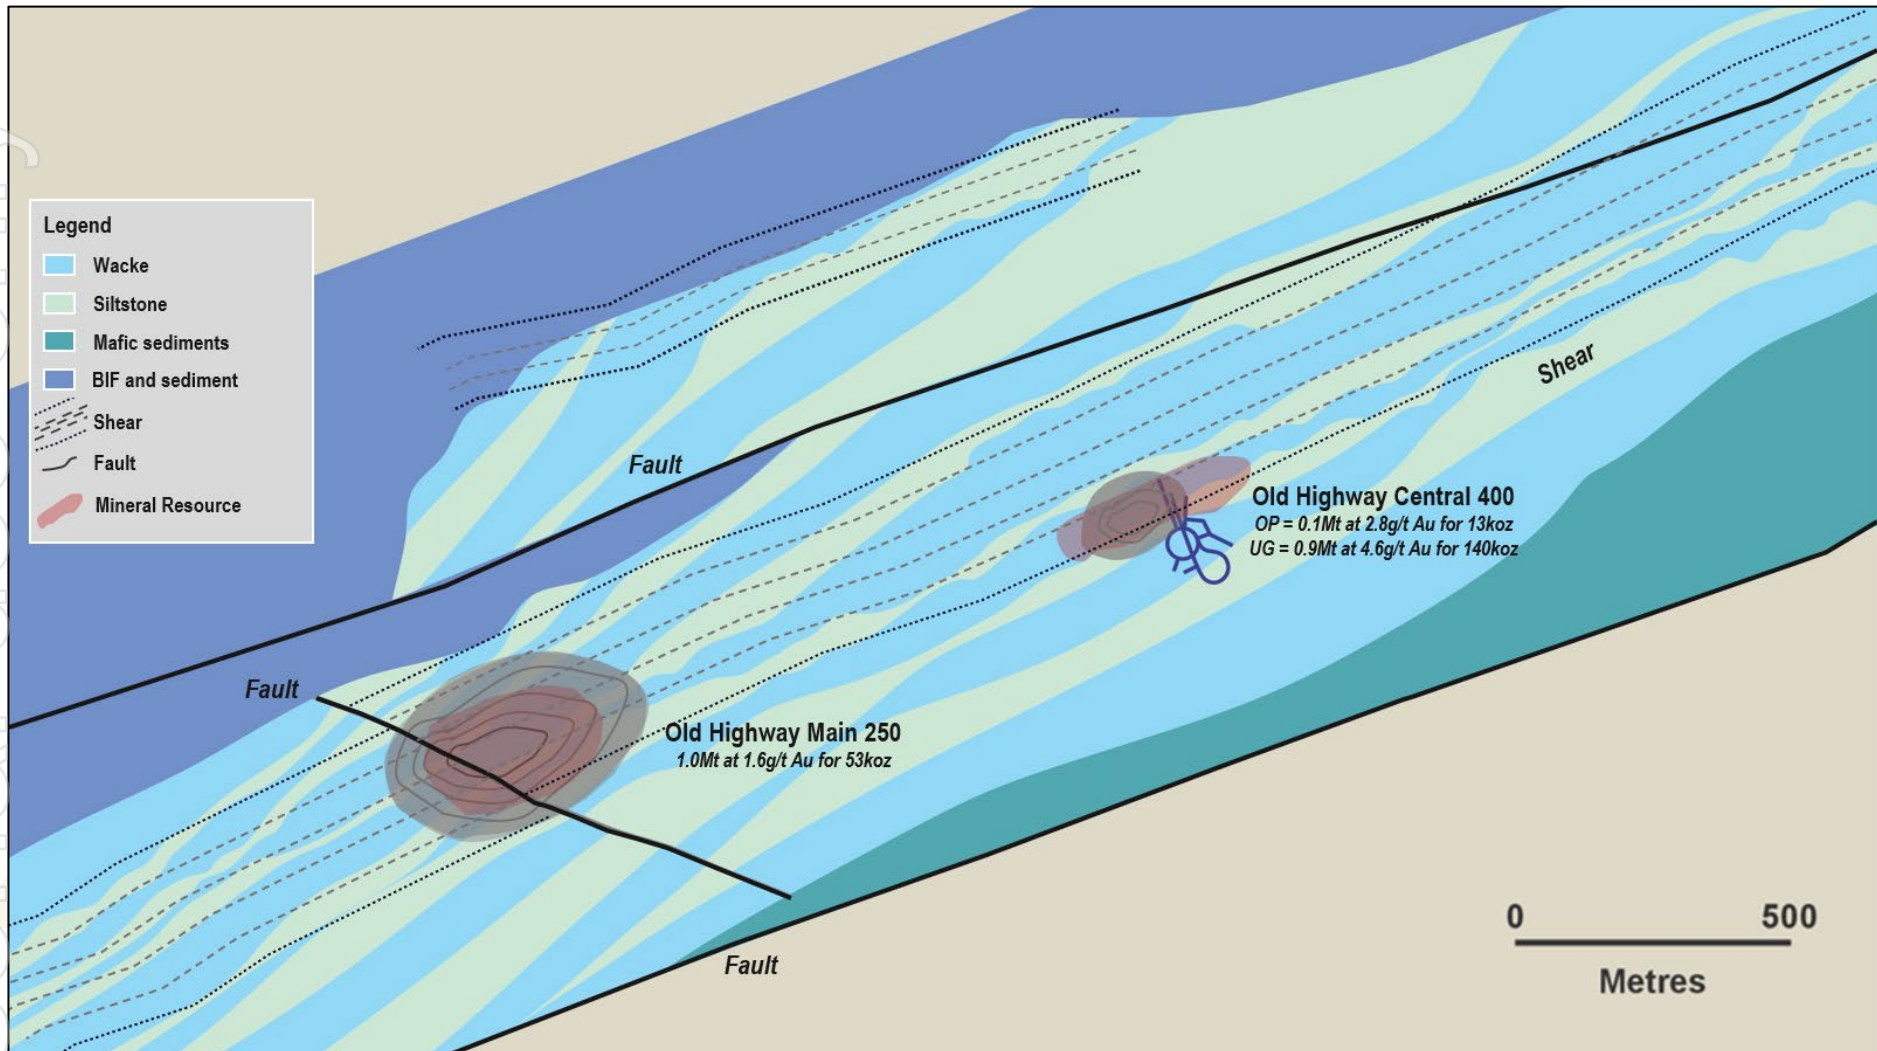 Legend
Wacke
Siltstone
Mafic sediments
BIF and sediment
Shear
Fault
Mineral Resource
Shear
Fault
Old Highway Central 400
OP = 0.1Mt at 2.8g/t Au for 13koz
UG = 0.9Mt at 4.6g/t Au for 140koz
Fault
Old Highway Main 250
1.0Mt at 1.6g/t Au for 53koz
Fault
0 500
Metres